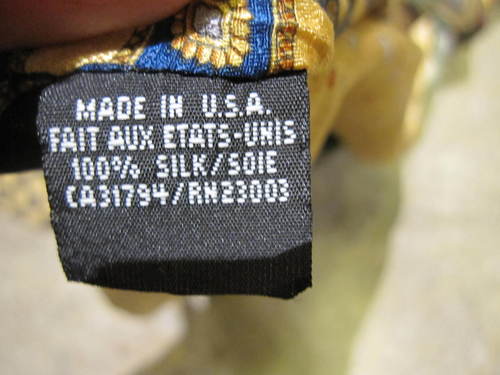 MADE IN U.S.A.
FAIT AUX ETATS-UNIS
100% SILK/SOIE
CA31794/RN23003